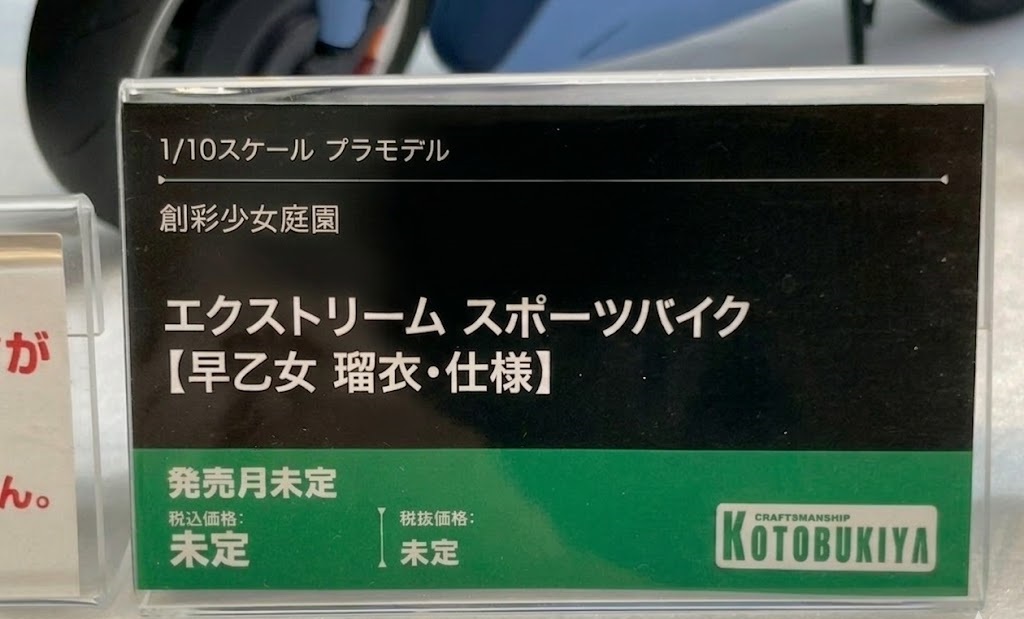 1/10スケール プラモデル
創彩少女庭園
エクストリーム スポーツバイク
【早乙女 瑠衣・仕様】
発売月未定
税込価格:
未定
税抜価格:
未定
CRAFTSMANSHIP
KOTOBUKIYA
が
ん。